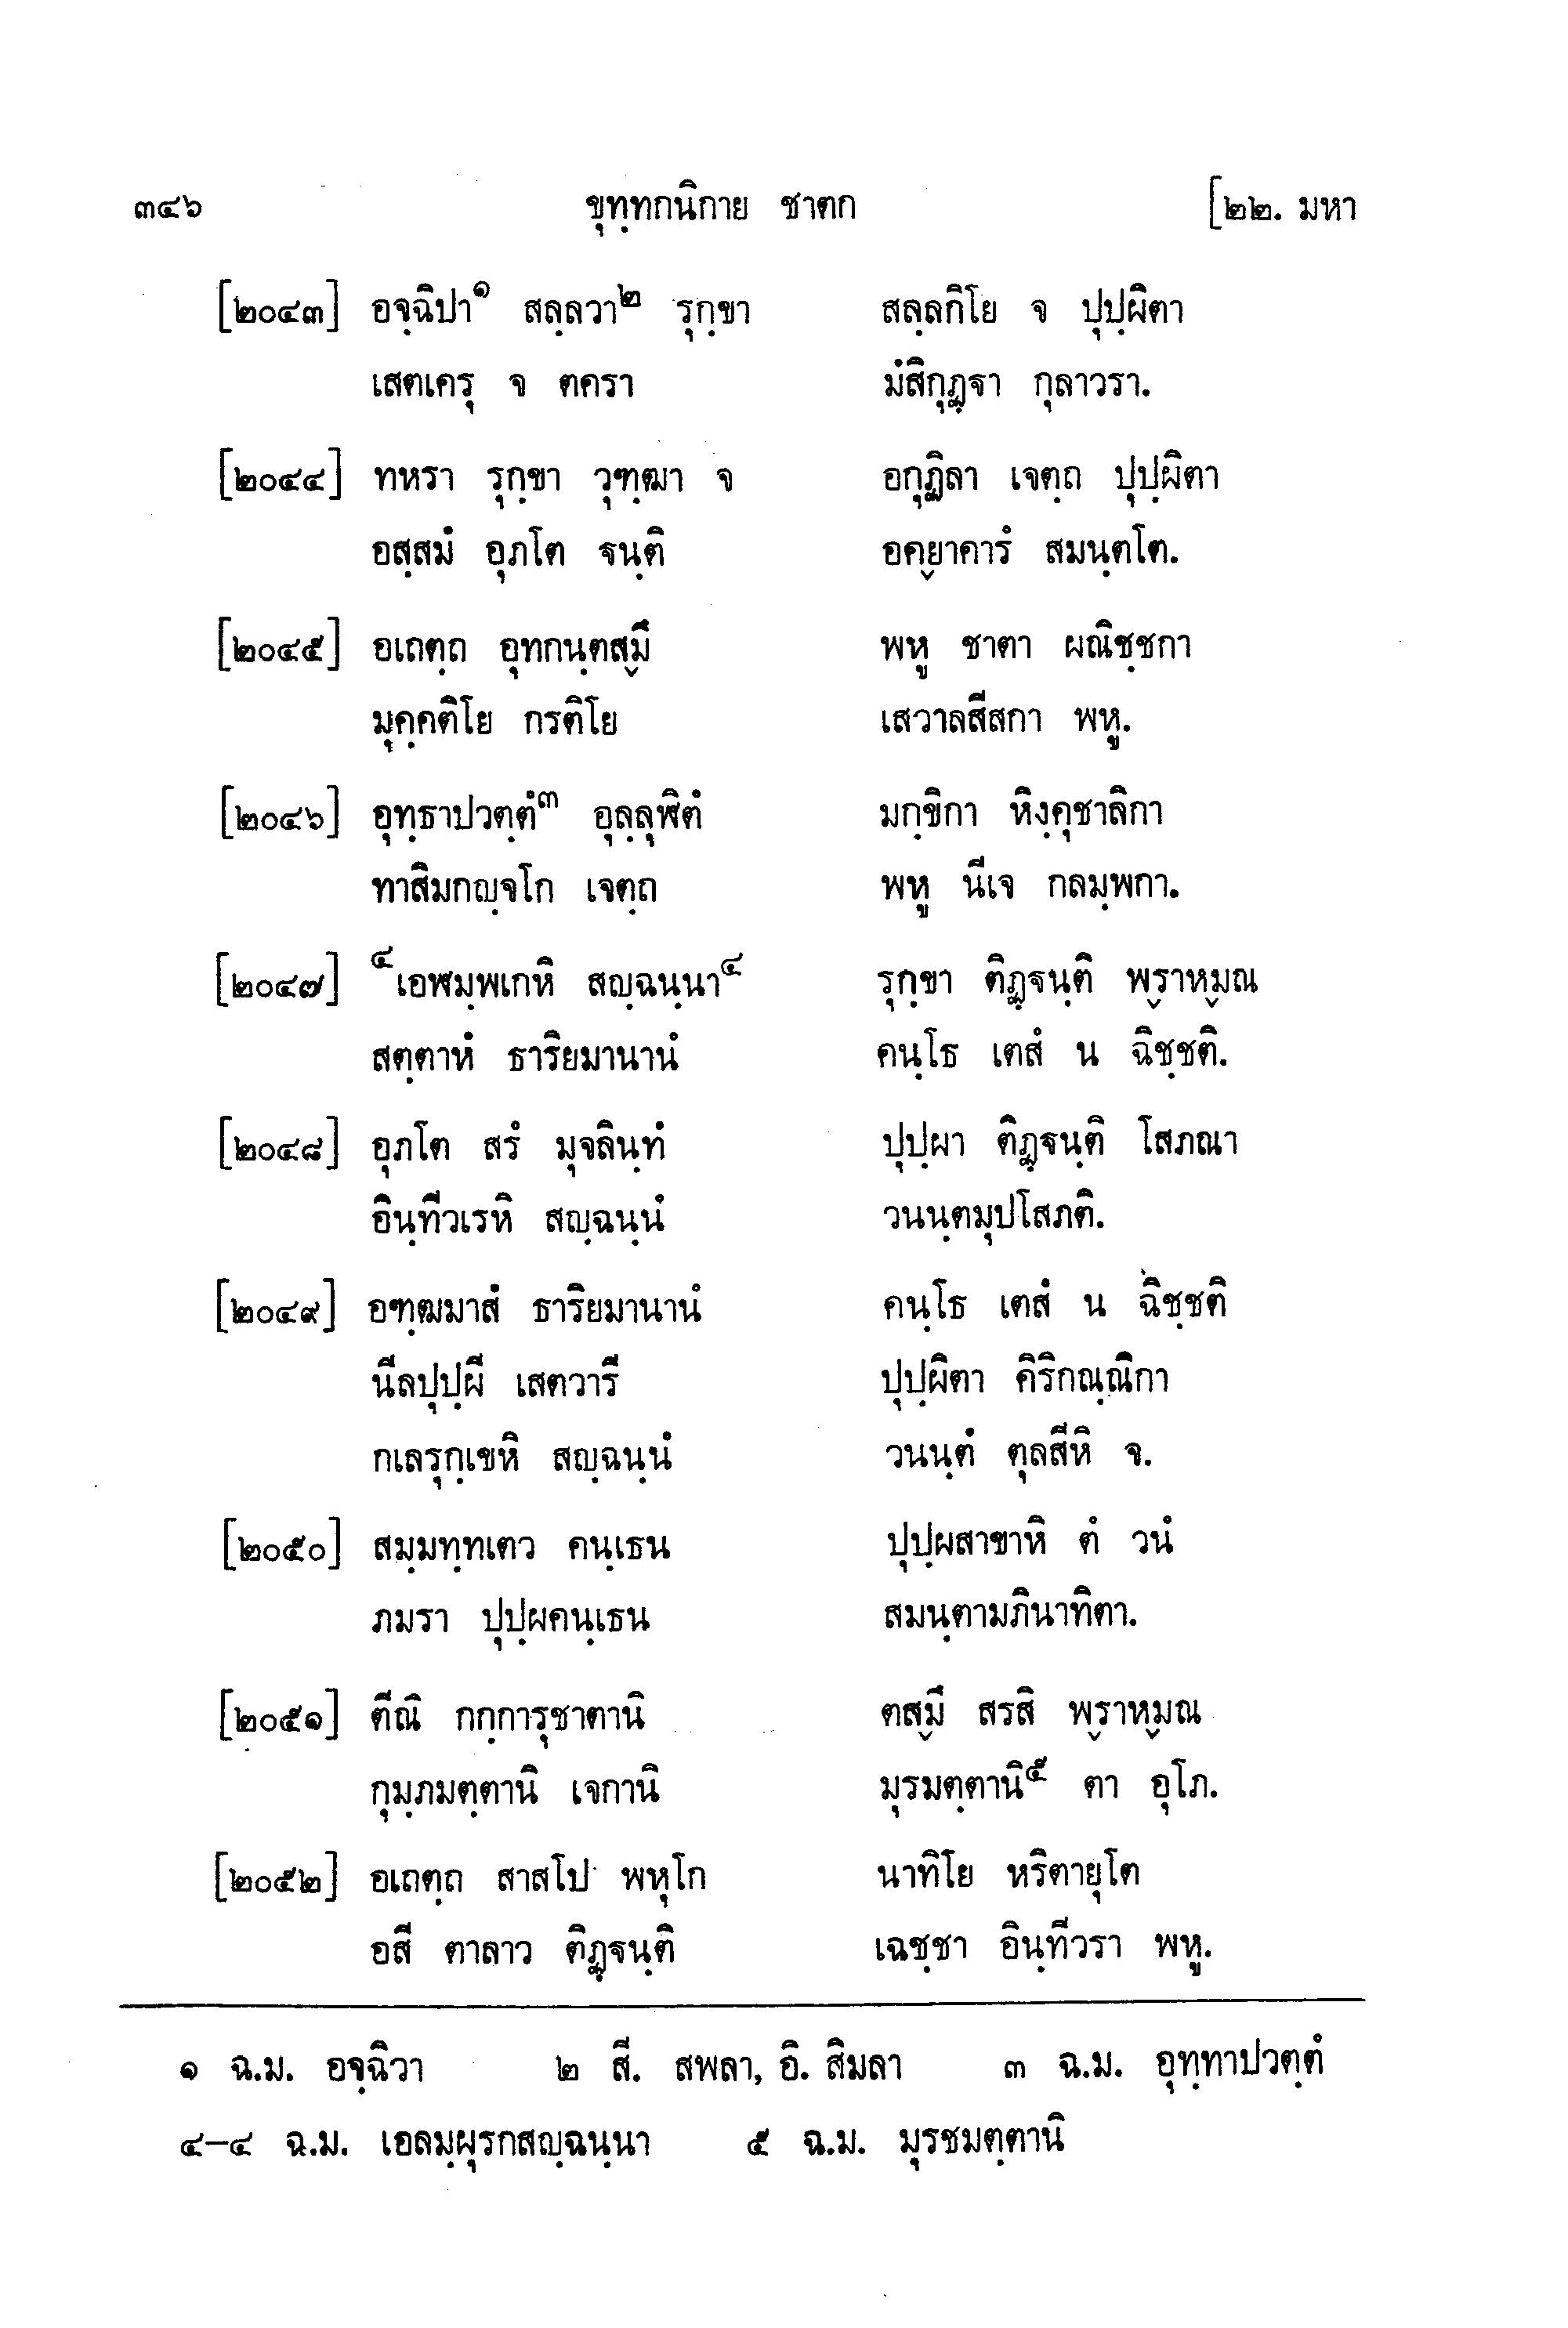 ๓๔๖ ขุทฺทกนิกาย ชาตก [๒๒. มหา
[๒๐๔๓] อจฺฉิปา๑ สลฺลวา๒ รุกฺขา สลฺลกิโย จ ปุปฺผิตา
เสตเครุ จ ตครา มํสิกุฏฺฐา กุลาวรา.
[๒๐๔๔] ทหรา รุกฺขา วุฑฺฒา จ อกุฏิลา เจตฺถ ปุปฺผิตา
อสฺสมํ อุภโต ฐนฺติ อคฺยาคารํ สมนฺตโต.
[๒๐๔๕] อเถตฺถ อุทกนฺตสฺมึ พหู ชาตา ผณิชฺชกา
มุคฺคติโย กรติโย เสวาลสีสกา พหู.
[๒๐๔๖] อุทฺธาปวตฺตํ๓ อุลฺลุฬิตํ มกฺขิกา หิงฺคุชาลิกา
ทาสิมกญฺจโก เจตฺถ พหู นีเจ กลมฺพกา.
[๒๐๔๗] ๔เอฬมฺพเกหิ สญฺฉนฺนา๔ รุกฺขา ติฏฺฐนฺติ พฺราหฺมณ
สตฺตาหํ ธาริยมานานํ คนฺโธ เตสํ น ฉิชฺชติ.
[๒๐๔๘] อุภโต สรํ มุจลินฺทํ ปุปฺผา ติฏฺฐนฺติ โสภณา
อินฺทีวเรหิ สญฺฉนฺนํ วนนฺตมุปโสภติ.
[๒๐๔๙] อฑฺฒมาสํ ธาริยมานานํ คนฺโธ เตสํ น ฉิชฺชติ
นีลปุปฺผี เสตวารี ปุปฺผิตา คิริกณฺณิกา
กเลรุกฺเขหิ สญฺฉนฺนํ วนนฺตํ ตุลสีหิ จ.
[๒๐๕๐] สมฺมทฺทเตว คนฺเธน ปุปฺผสาขาหิ ตํ วนํ
ภมรา ปุปฺผคนฺเธน สมนฺตามภินาทิตา.
[๒๐๕๑] ตีณิ กกฺการุชาตานิ ตสฺมึ สรสิ พฺราหฺมณ
กุมฺภมตฺตานิ เจกานิ มุรมตฺตานิ๕ ตา อุโภ.
[๒๐๕๒] อเถตฺถ สาสโป พหุโก นาทิโย หริตายุโต
อสี ตาลาว ติฏฺฐนฺติ เฉชฺชา อินฺทีวรา พหู.
๑ ฉ.ม. อจฺฉิวา ๒ สี. สพลา, อิ. สิมลา ๓ ฉ.ม. อุทฺทาปวตฺตํ
๔–๔ ฉ.ม. เอลมฺผุรกสญฺฉนฺนา ๕ ฉ.ม. มุรชมตฺตานิ